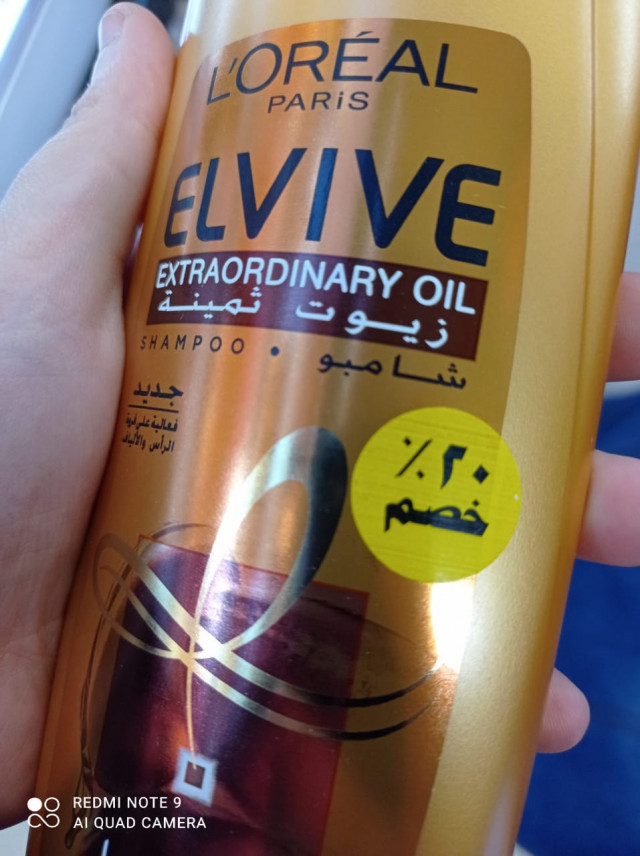 L'ORÉAL
PARiS
ELVIVE
EXTRAORDINARY OIL
زيوت ثمينة
SHAMPOO • شامبو
جديد
فعالية على فروة
الرأس والألياف
٢٠٪
خصم
REDMI NOTE 9
AI QUAD CAMERA